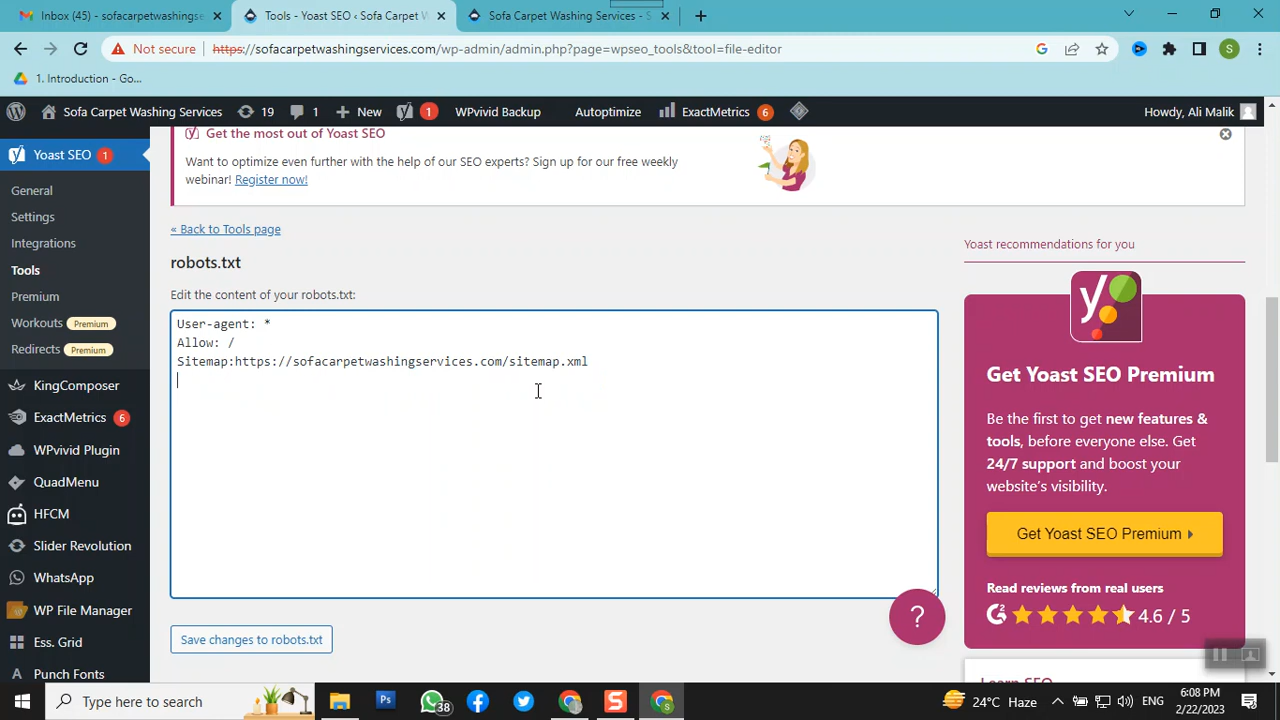 Inbox (45) - sofacarpetwashingse
Tools - Yoast SEO ‹ Sofa Carpet W
Sofa Carpet Washing Services - S
Not secure
https://sofacarpetwashingservices.com/wp-admin/admin.php?page=wpseo_tools&tool=file-editor
S
1. Introduction - Go...
Sofa Carpet Washing Services
19
1
New
1
WPvivid Backup
Autoptimize
ExactMetrics
6
Howdy, Ali Malik
Yoast SEO
1
General
Settings
Integrations
Tools
Premium
Workouts
Premium
Redirects
Premium
KingComposer
ExactMetrics
6
WPvivid Plugin
QuadMenu
HFCM
Slider Revolution
WhatsApp
WP File Manager
Ess. Grid
Punch Fonts
Get the most out of Yoast SEO
Want to optimize even further with the help of our SEO experts? Sign up for our free weekly
webinar! Register now!
« Back to Tools page
robots.txt
Edit the content of your robots.txt:
User-agent: *
Allow: /
Sitemap:https://sofacarpetwashingservices.com/sitemap.xml
Save changes to robots.txt
?
Yoast recommendations for you
Get Yoast SEO Premium
Be the first to get new features &
tools, before everyone else. Get
24/7 support and boost your
website's visibility.
Get Yoast SEO Premium
Read reviews from real users
4.6 / 5
Type here to search
Ps
38
S
24°C Haze
ENG
6:08 PM
2/22/2023